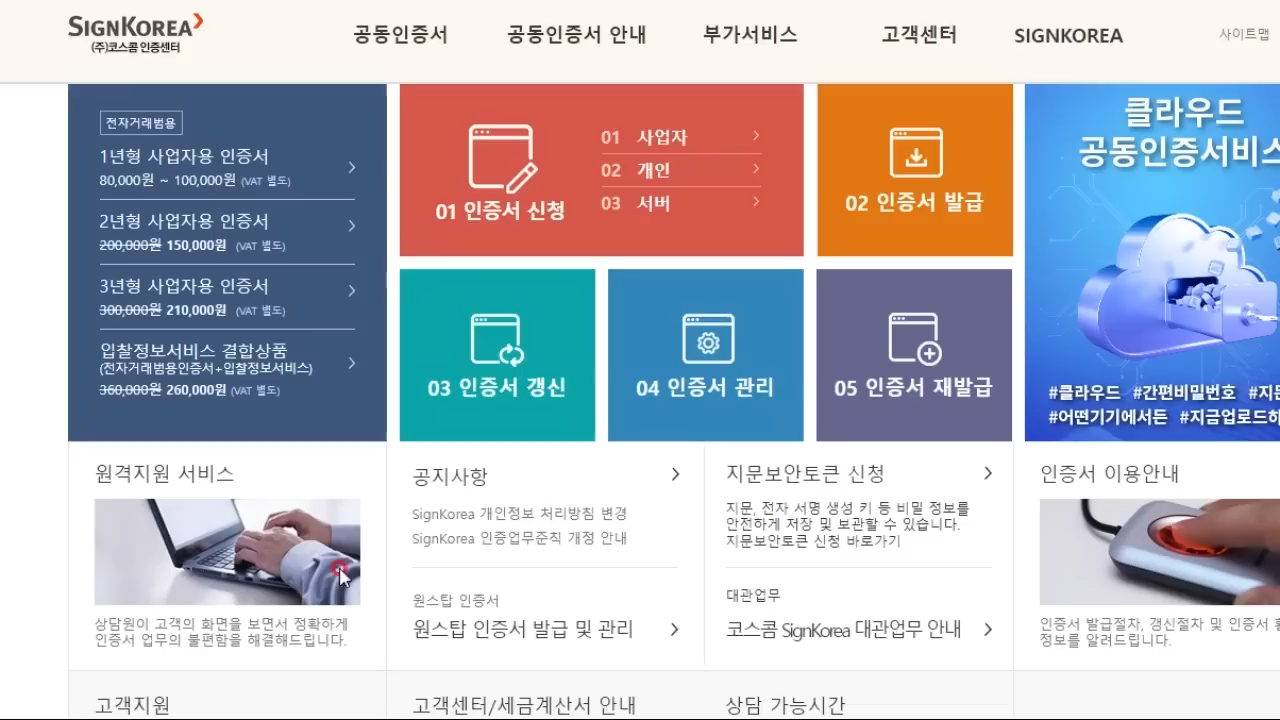 SIGNKOREA
(주)코스콤 인증센터
공동인증서
공동인증서 안내
부가서비스
고객센터
SIGNKOREA
사이트맵
전자거래범용
1년형 사업자용 인증서
80,000원 ~ 100,000원 (VAT 별도)
2년형 사업자용 인증서
200,000원 150,000원 (VAT 별도)
3년형 사업자용 인증서
300,000원 210,000원 (VAT 별도)
입찰정보서비스 결합상품
(전자거래범용인증서+입찰정보서비스)
360,000원 260,000원 (VAT 별도)
01 인증서 신청
01 사업자
02 개인
03 서버
02 인증서 발급
03 인증서 갱신
04 인증서 관리
05 인증서 재발급
클라우드
공동인증서비스
#클라우드 #간편비밀번호
#어떤기기에서든 #지금업로드하
원격지원 서비스
상담원이 고객의 화면을 보면서 정확하게
인증서 업무의 불편함을 해결해드립니다.
공지사항
SignKorea 개인정보 처리방침 변경
SignKorea 인증업무준칙 개정 안내
원스탑 인증서
원스탑 인증서 발급 및 관리
지문보안토큰 신청
지문, 전자 서명 생성 키 등 비밀 정보를
안전하게 저장 및 보관할 수 있습니다.
지문보안토큰 신청 바로가기
대관업무
코스콤 SignKorea 대관업무 안내
인증서 이용안내
인증서 발급절차, 갱신절차 및 인증서
정보를 알려드립니다.
고객지원
고객센터/세금계산서 안내
상담 가능시간